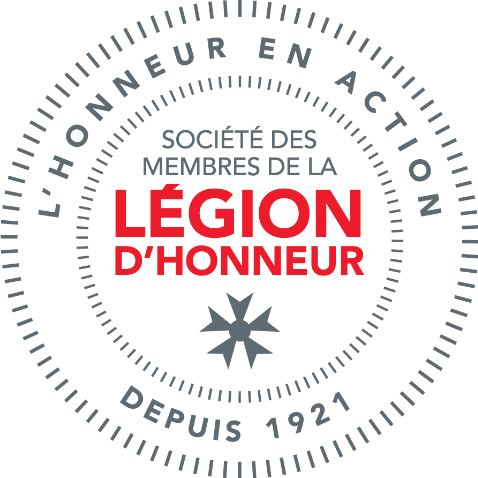 L'HONNEUR EN ACTION
SOCIÉTÉ DES
MEMBRES DE LA
LÉGION
D'HONNEUR
DEPUIS 1921